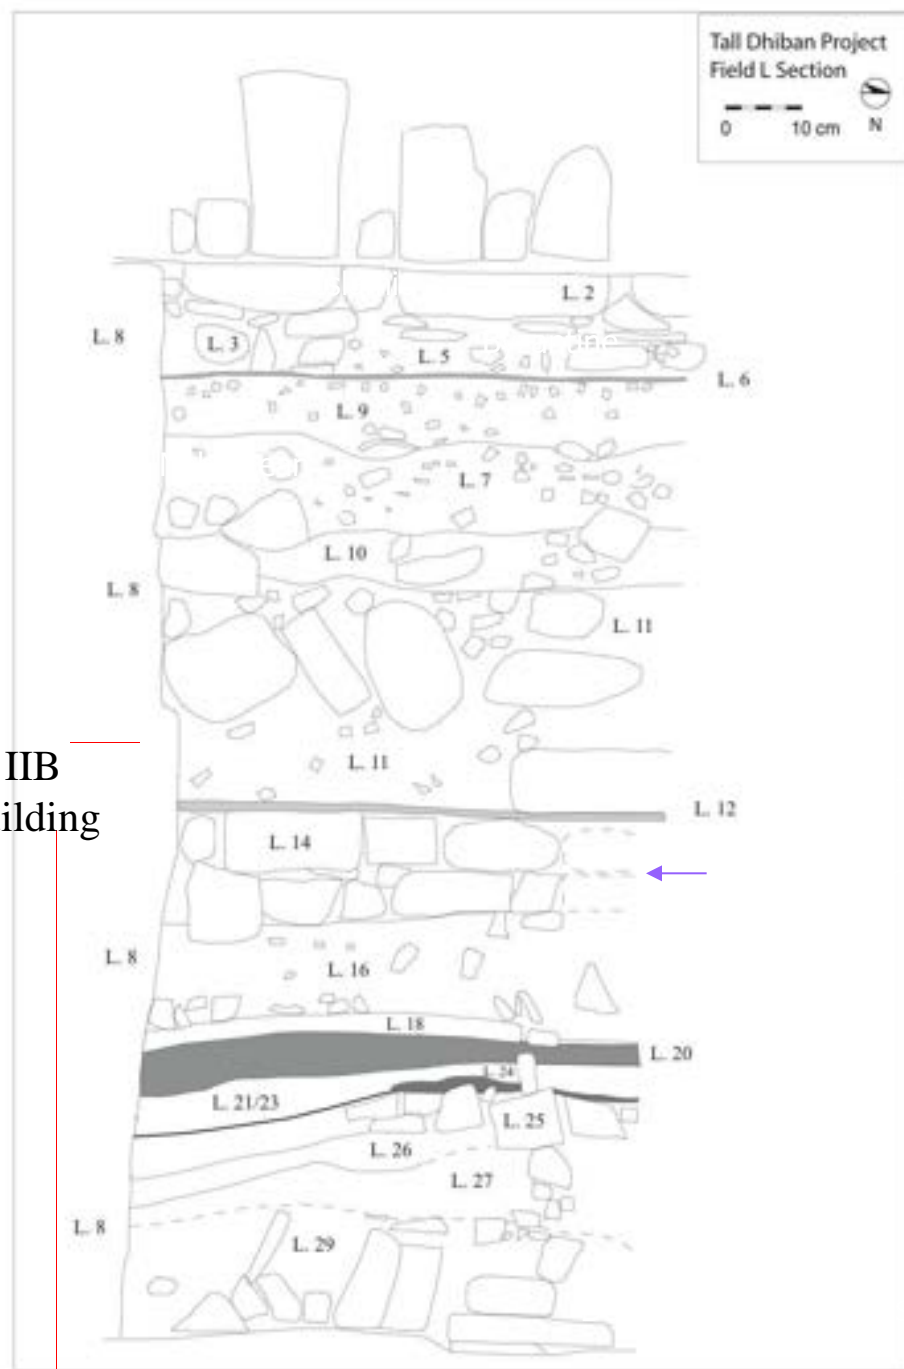 Tall Dhiban Project
Field L Section
0 10 cm N
L. 2
L. 8
L. 3
L. 5
L. 6
L. 9
L. 7
L. 10
L. 8
L. 11
L. 11
IIB
ilding
L. 12
L. 14
L. 8
L. 16
L. 18
L. 20
L. 24
L. 21/23
L. 25
L. 26
L. 27
L. 8
L. 29